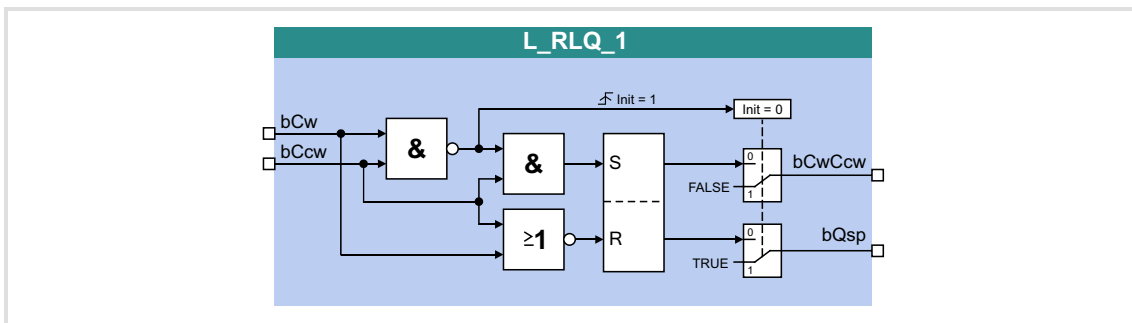 L_RLQ_1
Init = 1
Init = 0
bCw
bCcw
&
&
S
0
bCwCcw
FALSE
1
≥1
R
0
bQsp
TRUE
1